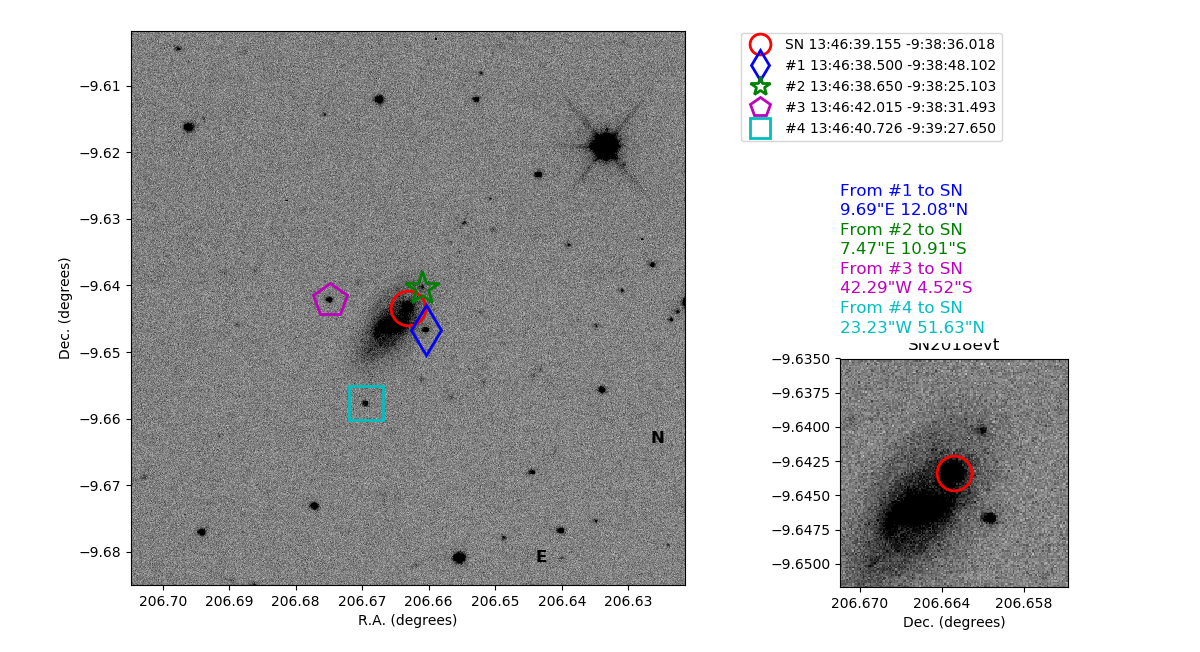 SN 13:46:39.155 -9:38:36.018
#1 13:46:38.500 -9:38:48.102
#2 13:46:38.650 -9:38:25.103
#3 13:46:42.015 -9:38:31.493
#4 13:46:40.726 -9:39:27.650
From #1 to SN
9.69"E 12.08"N
From #2 to SN
7.47"E 10.91"S
From #3 to SN
42.29"W 4.52"S
From #4 to SN
23.23"W 51.63"N
−9.61
−9.62
−9.63
−9.64
−9.65
−9.66
−9.67
−9.68
Dec. (degrees)
N
E
206.70 206.69 206.68 206.67 206.66 206.65 206.64 206.63
R.A. (degrees)
SN2018evt
−9.6350
−9.6375
−9.6400
−9.6425
−9.6450
−9.6475
−9.6500
206.670 206.664 206.658
Dec. (degrees)